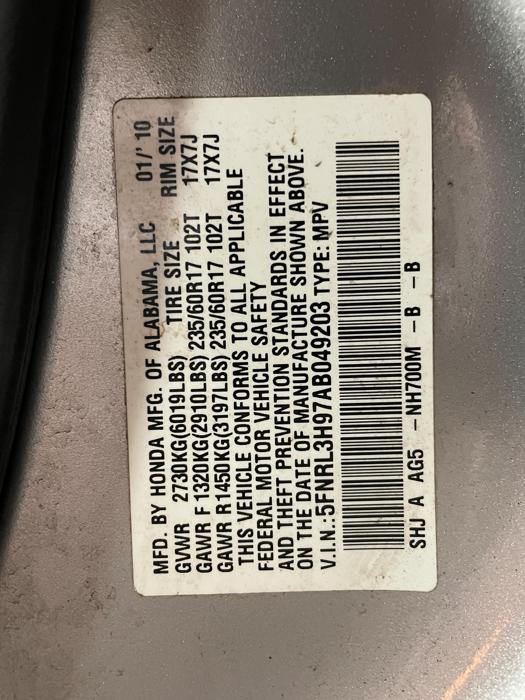 MFD. BY HONDA MFG. OF ALABAMA, LLC 01/'10
GVWR 2730KG(6019LBS) TIRE SIZE RIM SIZE
GAWR F 1320KG(2910LBS) 235/60R17 102T 17X7J
GAWR R 1450KG(3197LBS) 235/60R17 102T 17X7J
THIS VEHICLE CONFORMS TO ALL APPLICABLE
FEDERAL MOTOR VEHICLE SAFETY
AND THEFT PREVENTION STANDARDS IN EFFECT
ON THE DATE OF MANUFACTURE SHOWN ABOVE.
V.I.N.:5FNRL3H97AB049203 TYPE: MPV
SHJ A AG5 -NH700M -B -B